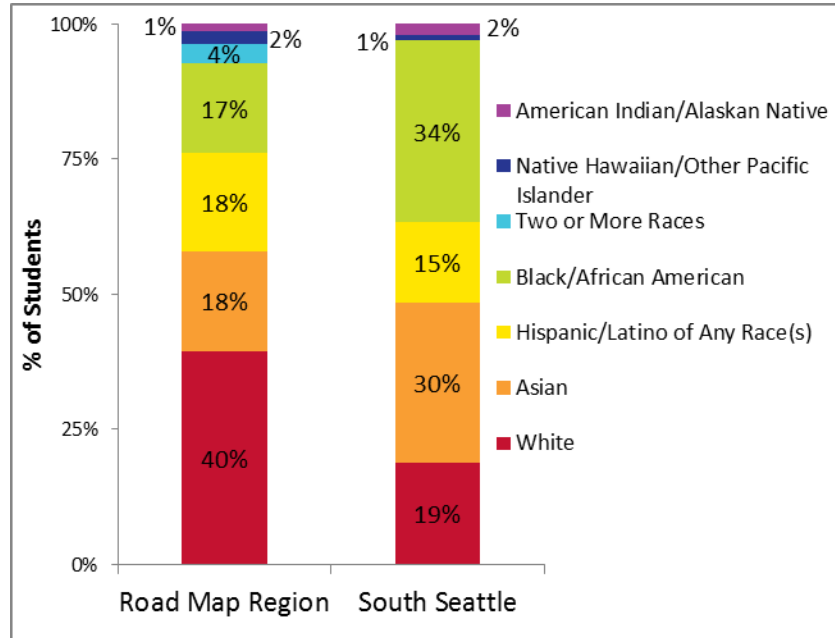 100%
75%
50%
25%
0%
% of Students
1%
2%
4%
17%
18%
18%
40%
Road Map Region
2%
1%
34%
15%
30%
19%
South Seattle
American Indian/Alaskan Native
Native Hawaiian/Other Pacific
Islander
Two or More Races
Black/African American
Hispanic/Latino of Any Race(s)
Asian
White